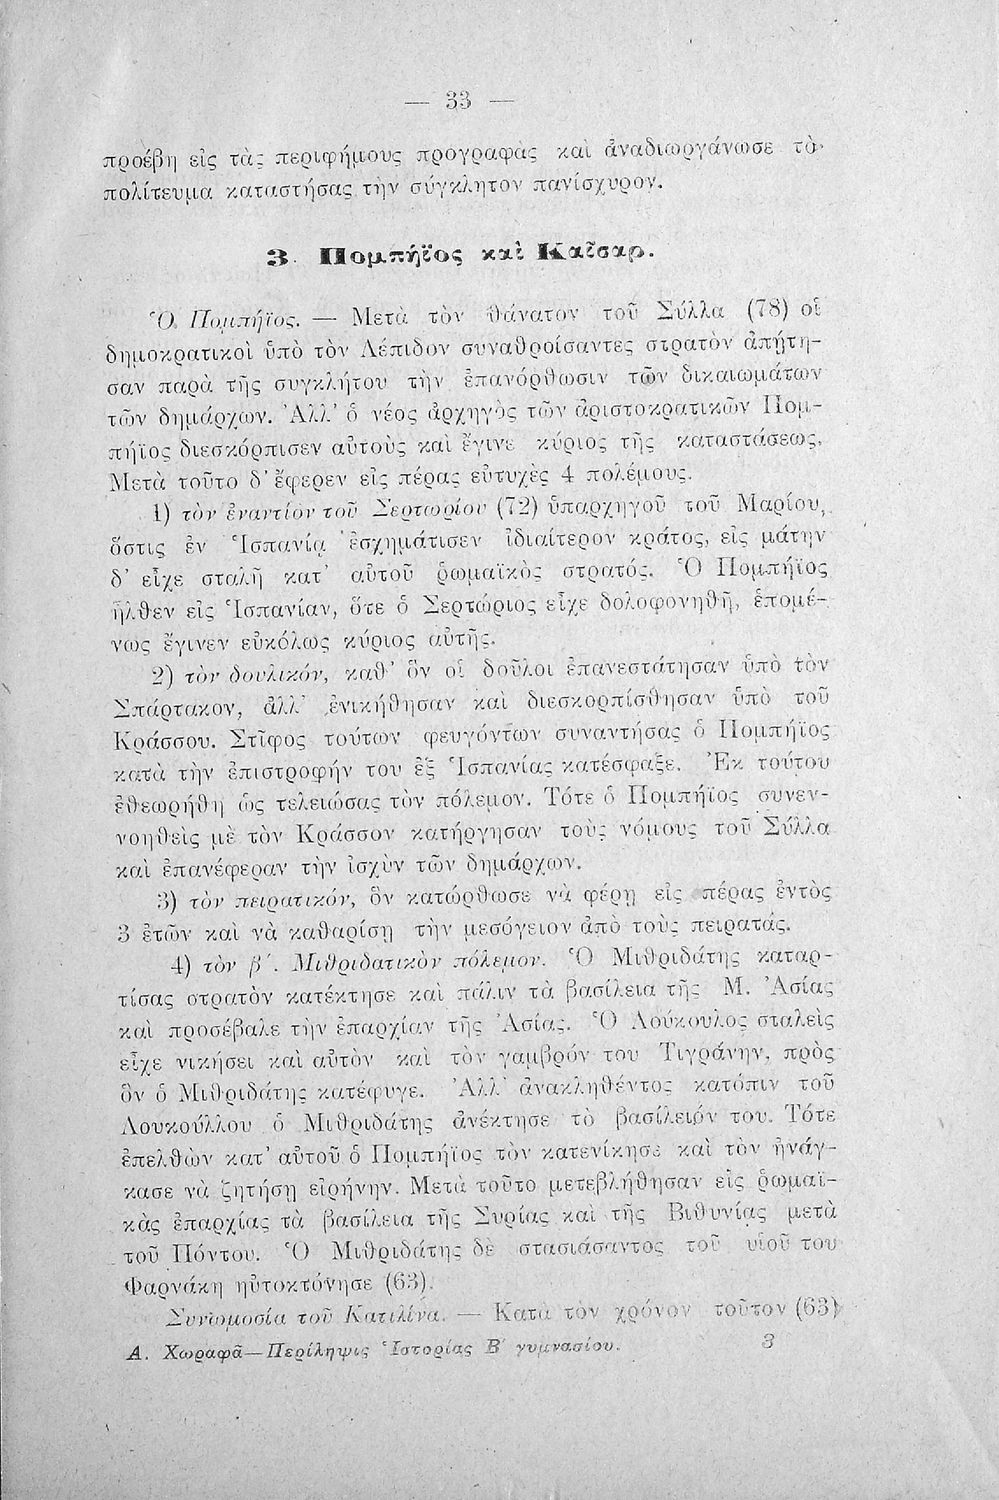 — 33 —
προέβη εἰς τὰς περιφήμους προγραφὰς καὶ ἀναδιωργάνωσε τὸ
πολίτευμα καταστήσας τὴν σύγκλητον πανίσχυρον.
3. Πομπήϊος καὶ Καῖσαρ.
Ὁ Πομπήϊος. — Μετὰ τὸν θάνατον τοῦ Σύλλα (78) οἱ
δημοκρατικοὶ ὑπὸ τὸν Λέπιδον συναθροίσαντες στρατὸν ἀπῄτη-
σαν παρὰ τῆς συγκλήτου τὴν ἐπανόρθωσιν τῶν δικαιωμάτων
τῶν δημάρχων. Ἀλλ' ὁ νέος ἀρχηγὸς τῶν ἀριστοκρατικῶν Πομ-
πήϊος διεσκόρπισεν αὐτοὺς καὶ ἔγινε κύριος τῆς καταστάσεως.
Μετὰ τοῦτο δ' ἔφερεν εἰς πέρας εὐτυχὲς 4 πολέμους.
1) τὸν ἐναντίον τοῦ Σερτωρίου (72) ὑπαρχηγοῦ τοῦ Μαρίου,
ὅστις ἐν Ἱσπανίᾳ ἐσχημάτισεν ἰδιαίτερον κράτος, εἰς μάτην
δ' εἶχε σταλῆ κατ' αὐτοῦ ῥωμαϊκὸς στρατός. Ὁ Πομπήϊος
ἦλθεν εἰς Ἱσπανίαν, ὅτε ὁ Σερτώριος εἶχε δολοφονηθῆ, ἑπομέ-
νως ἔγινεν εὐκόλως κύριος αὐτῆς.
2) τὸν δουλικόν, καθ' ὃν οἱ δοῦλοι ἐπανεστάτησαν ὑπὸ τὸν
Σπάρτακον, ἀλλ' ἐνικήθησαν καὶ διεσκορπίσθησαν ὑπὸ τοῦ
Κράσσου. Στῖφος τούτων φευγόντων συναντήσας ὁ Πομπήϊος
κατὰ τὴν ἐπιστροφήν του ἐξ Ἱσπανίας κατέσφαξε. Ἐκ τούτου
ἐθεωρήθη ὡς τελειώσας τὸν πόλεμον. Τότε ὁ Πομπήϊος συνεν-
νοηθεὶς μὲ τὸν Κράσσον κατήργησαν τοὺς νόμους τοῦ Σύλλα
καὶ ἐπανέφεραν τὴν ἰσχὺν τῶν δημάρχων.
3) τὸν πειρατικόν, ὃν κατώρθωσε νὰ φέρῃ εἰς πέρας ἐντὸς
3 ἐτῶν καὶ νὰ καθαρίσῃ τὴν μεσόγειον ἀπὸ τοὺς πειρατάς.
4) τὸν β΄. Μιθριδατικὸν πόλεμον. Ὁ Μιθριδάτης καταρ-
τίσας στρατὸν κατέκτησε καὶ πάλιν τὰ βασίλεια τῆς Μ. Ἀσίας
καὶ προσέβαλε τὴν ἐπαρχίαν τῆς Ἀσίας. Ὁ Λούκουλος σταλεὶς
εἶχε νικήσει καὶ αὐτὸν καὶ τὸν γαμβρόν του Τιγράνην, πρὸς
ὃν ὁ Μιθριδάτης κατέφυγε. Ἀλλ' ἀνακληθέντος κατόπιν τοῦ
Λουκούλλου ὁ Μιθριδάτης ἀνέκτησε τὸ βασίλειόν του. Τότε
ἐπελθὼν κατ' αὐτοῦ ὁ Πομπήϊος τὸν κατενίκησε καὶ τὸν ἠνάγ-
κασε νὰ ζητήσῃ εἰρήνην. Μετὰ τοῦτο μετεβλήθησαν εἰς ῥωμαϊ-
κὰς ἐπαρχίας τὰ βασίλεια τῆς Συρίας καὶ τῆς Βιθυνίας μετὰ
τοῦ Πόντου. Ὁ Μιθριδάτης δὲ στασιάσαντος τοῦ υἱοῦ του
Φαρνάκη ηὐτοκτόνησε (63).
Συνωμοσία τοῦ Κατιλίνα. — Κατὰ τὸν χρόνον τοῦτον (63)
Α. Χωραφᾶ—Περίληψις Ἱστορίας Β΄ γυμνασίου. 3